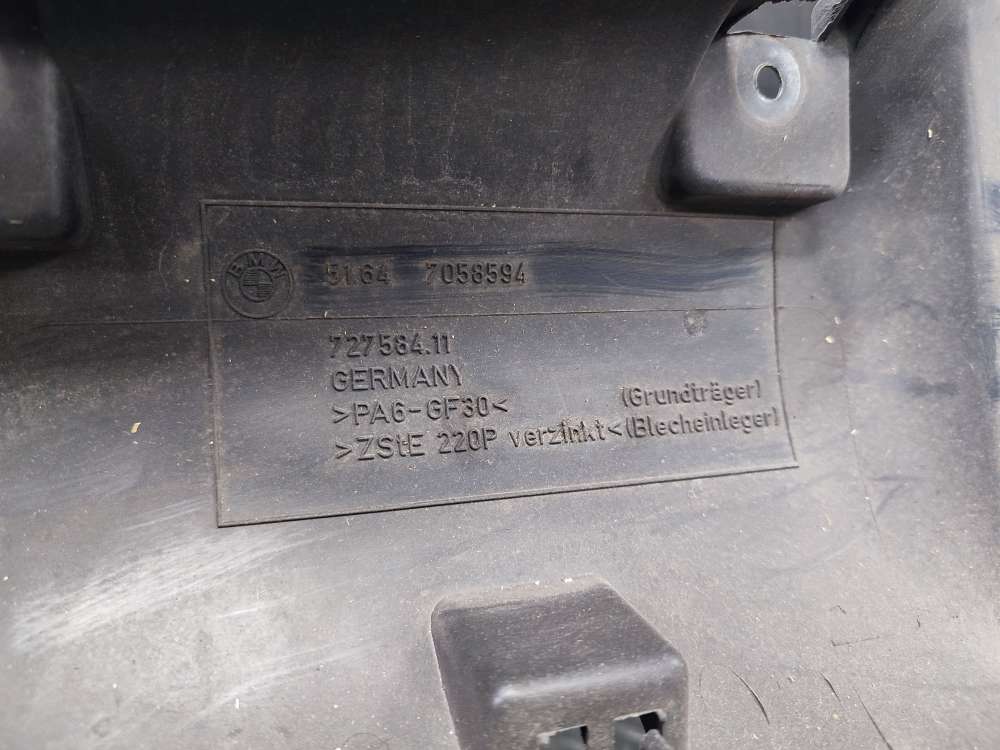 BMW 51.64 7058594
727584.11
GERMANY
>PA6-GF30< (Grundträger)
>ZStE 220P verzinkt<(Blecheinleger)